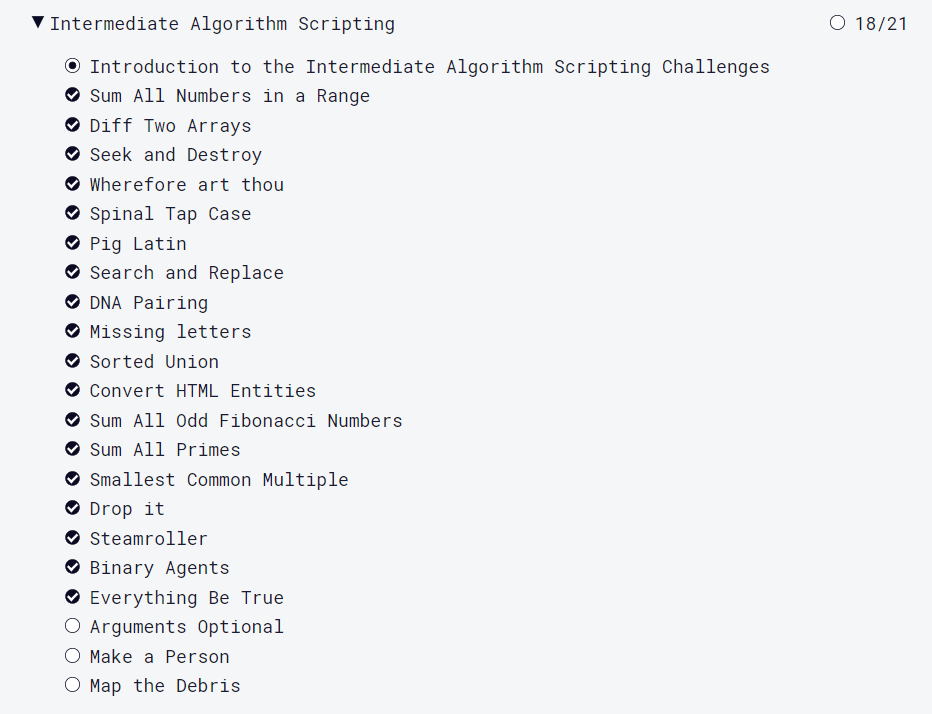 Intermediate Algorithm Scripting 18/21
Introduction to the Intermediate Algorithm Scripting Challenges
Sum All Numbers in a Range
Diff Two Arrays
Seek and Destroy
Wherefore art thou
Spinal Tap Case
Pig Latin
Search and Replace
DNA Pairing
Missing letters
Sorted Union
Convert HTML Entities
Sum All Odd Fibonacci Numbers
Sum All Primes
Smallest Common Multiple
Drop it
Steamroller
Binary Agents
Everything Be True
Arguments Optional
Make a Person
Map the Debris